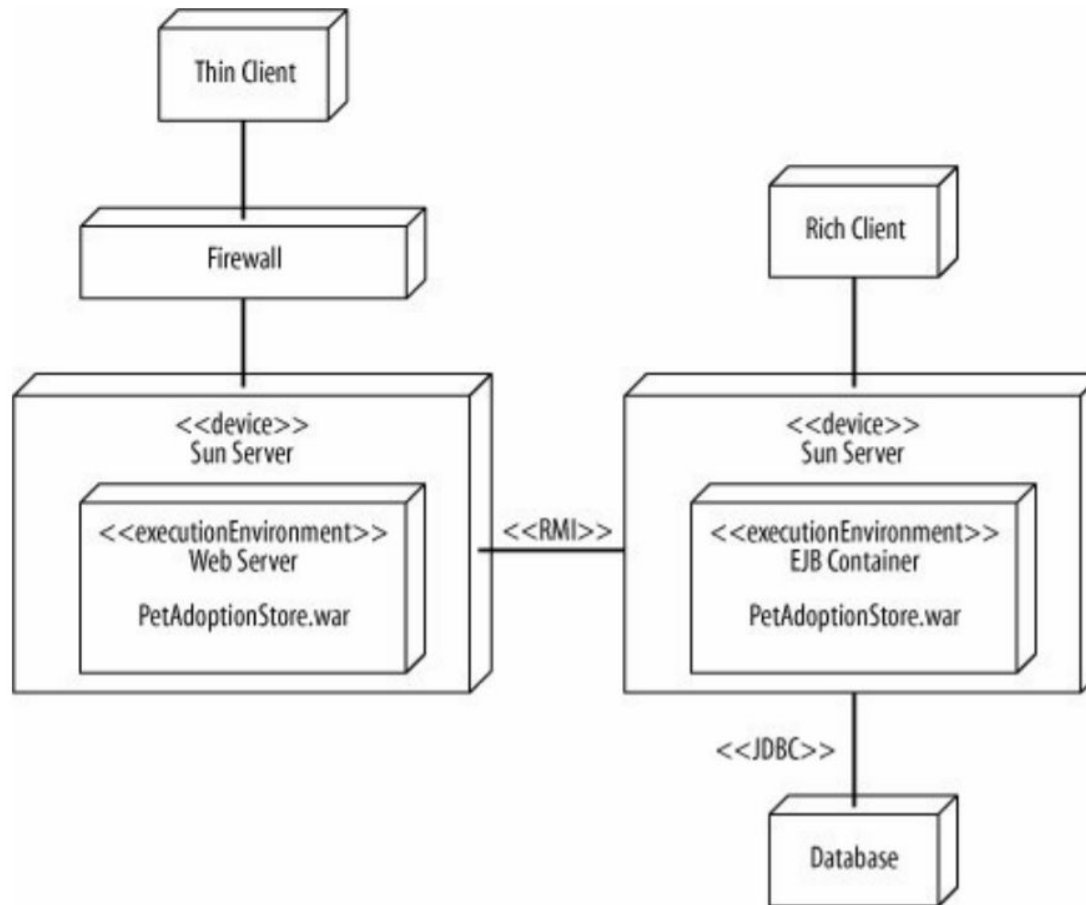 Thin Client
Firewall
Rich Client
<<device>>
Sun Server
<<executionEnvironment>>
Web Server
PetAdoptionStore.war
<<RMI>>
<<device>>
Sun Server
<<executionEnvironment>>
EJB Container
PetAdoptionStore.war
<<JDBC>>
Database